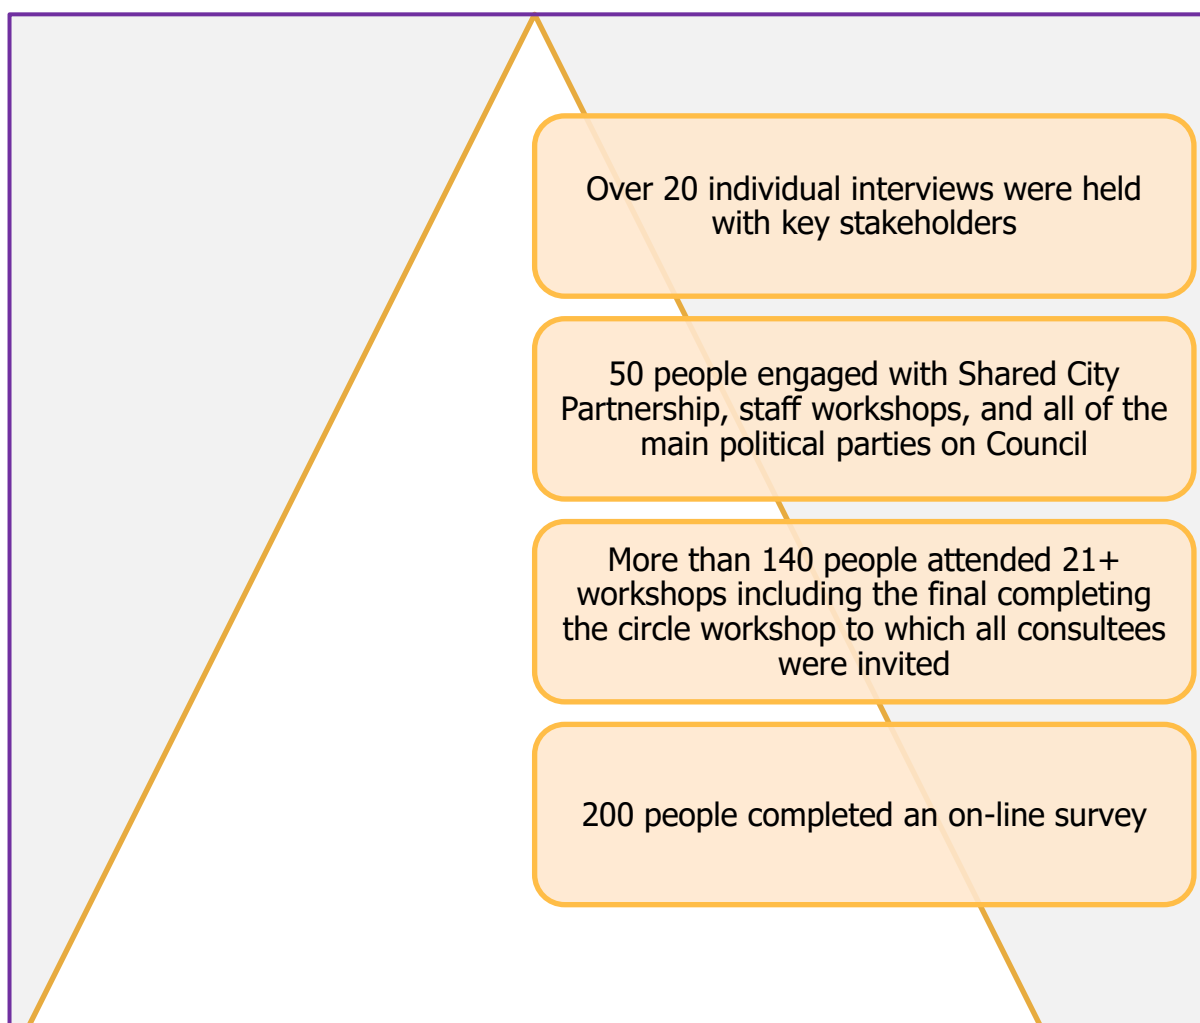 Over 20 individual interviews were held
with key stakeholders
50 people engaged with Shared City
Partnership, staff workshops, and all of the
main political parties on Council
More than 140 people attended 21+
workshops including the final completing
the circle workshop to which all consultees
were invited
200 people completed an on-line survey